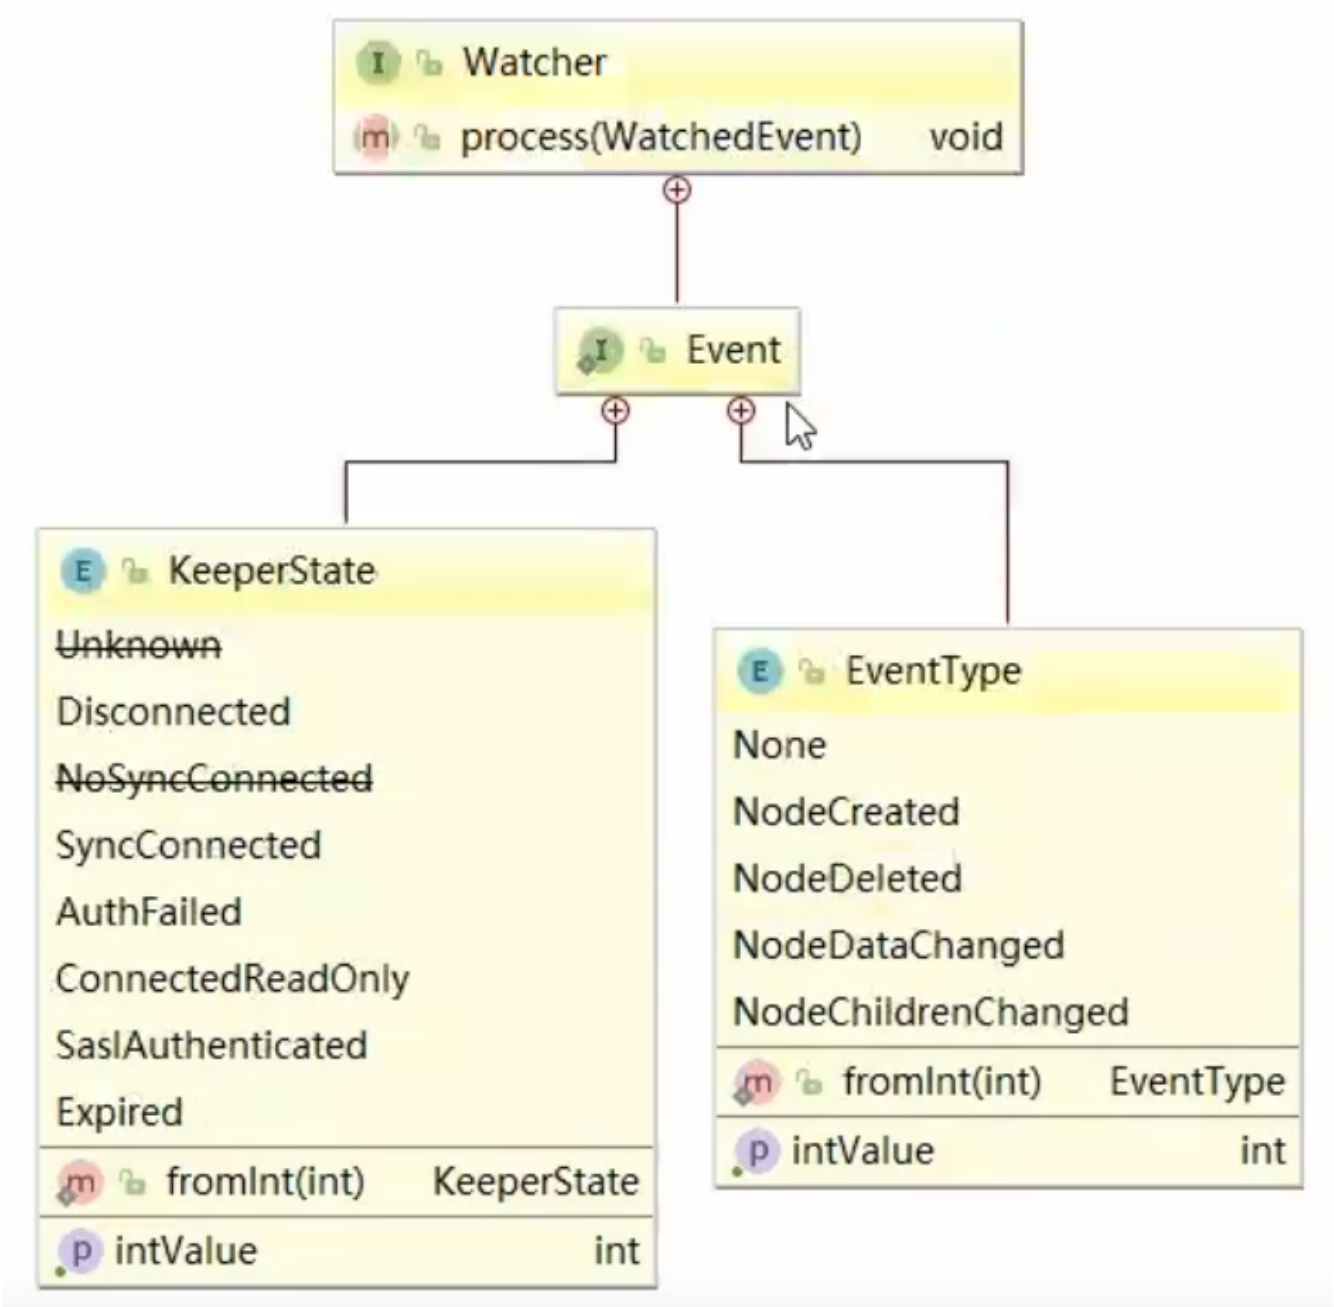 I Watcher
m process(WatchedEvent) void
I Event
E KeeperState
Unknown
Disconnected
NoSyncConnected
SyncConnected
AuthFailed
ConnectedReadOnly
SaslAuthenticated
Expired
m fromInt(int) KeeperState
p intValue int
E EventType
None
NodeCreated
NodeDeleted
NodeDataChanged
NodeChildrenChanged
m fromInt(int) EventType
p intValue int